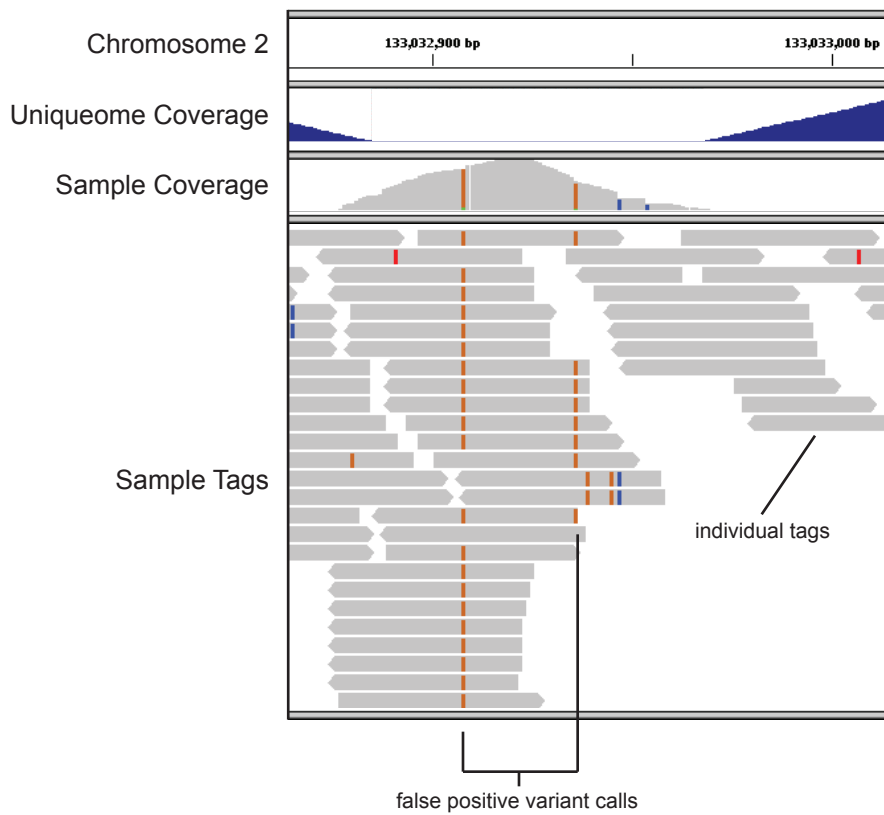 Chromosome 2
133,032,900 bp
133,033,000 bp
Uniqueome Coverage
Sample Coverage
Sample Tags
individual tags
false positive variant calls